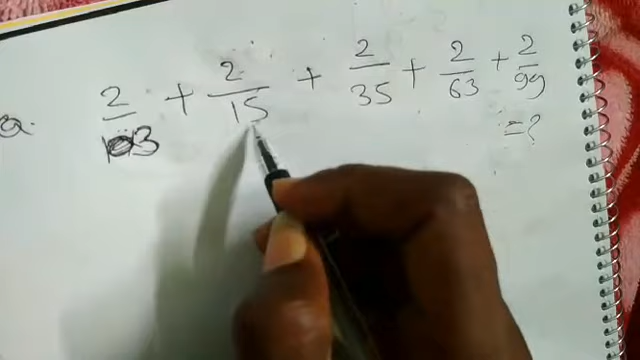 Q. 2/3 + 2/15 + 2/35 + 2/63 + 2/99
=?